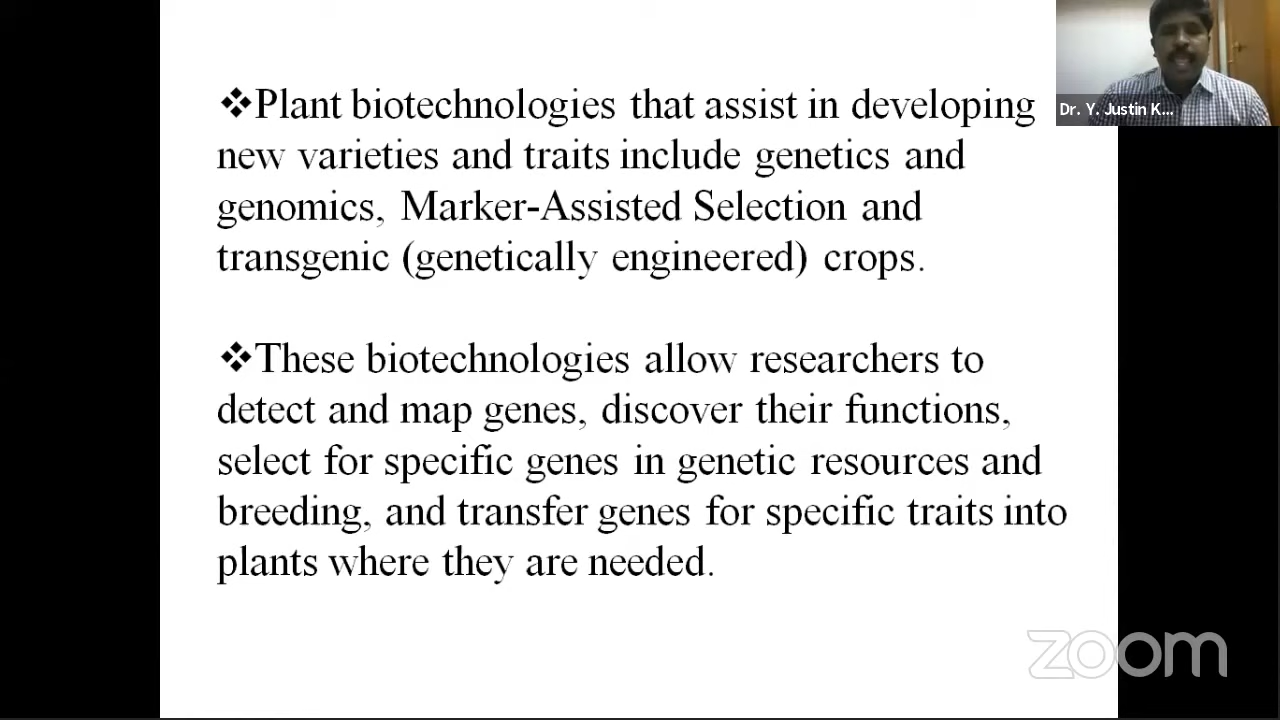 ❖Plant biotechnologies that assist in developing
new varieties and traits include genetics and
genomics, Marker-Assisted Selection and
transgenic (genetically engineered) crops.
❖These biotechnologies allow researchers to
detect and map genes, discover their functions,
select for specific genes in genetic resources and
breeding, and transfer genes for specific traits into
plants where they are needed.
Dr. Y. Justin K...
zoom